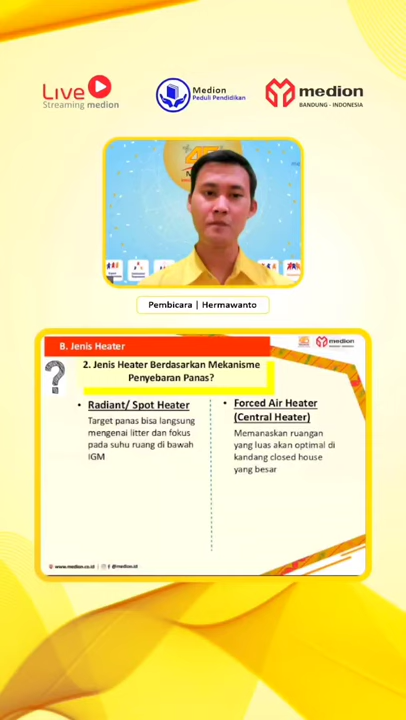 Live
Streaming medion
Medion
Peduli Pendidikan
medion
BANDUNG - INDONESIA
Pembicara | Hermawanto
B. Jenis Heater
medion
?
2. Jenis Heater Berdasarkan Mekanisme
Penyebaran Panas?
• Radiant/ Spot Heater
Target panas bisa langsung
mengenai litter dan fokus
pada suhu ruang di bawah
IGM
• Forced Air Heater
(Central Heater)
Memanaskan ruangan
yang luas akan optimal di
kandang closed house
yang besar
www.medion.co.id | @medion.id